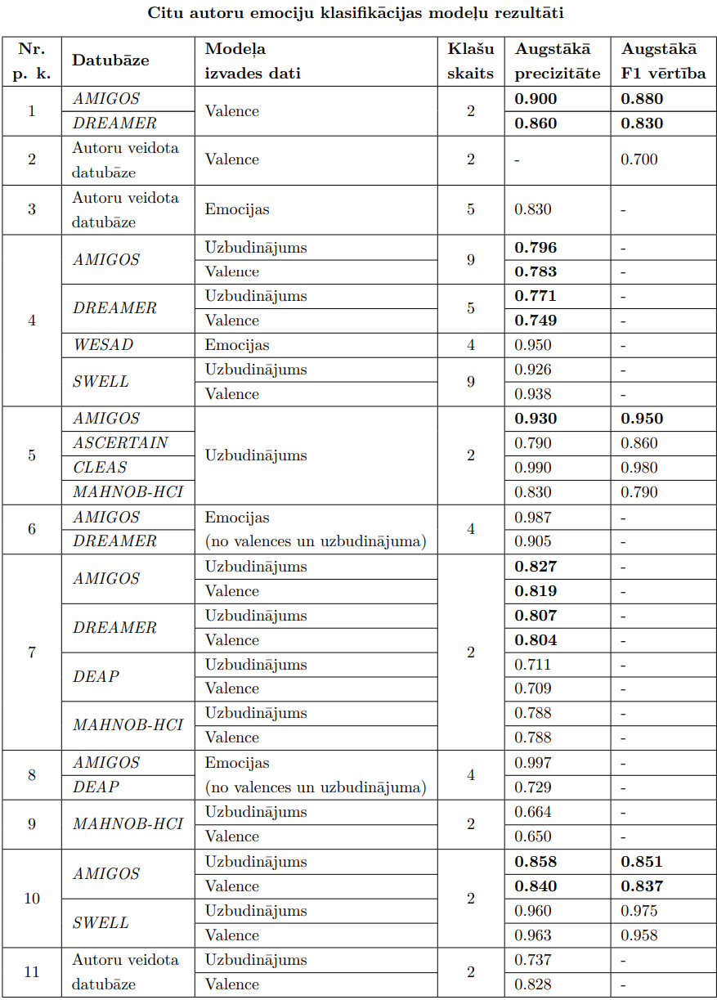 Citu autoru emociju klasifikācijas modeļu rezultāti
Nr. p. k. Datubāze Modeļa izvades dati Klašu skaits Augstākā precizitāte Augstākā F1 vērtība
1 AMIGOS Valence 2 0.900 0.880
DREAMER 0.860 0.830
2 Autoru veidota datubāze Valence 2 - 0.700
3 Autoru veidota datubāze Emocijas 5 0.830 -
4 AMIGOS Uzbudinājums 9 0.796 -
Valence 0.783 -
DREAMER Uzbudinājums 5 0.771 -
Valence 0.749 -
WESAD Emocijas 4 0.950 -
SWELL Uzbudinājums 9 0.926 -
Valence 0.938 -
5 AMIGOS Uzbudinājums 2 0.930 0.950
ASCERTAIN 0.790 0.860
CLEAS 0.990 0.980
MAHNOB-HCI 0.830 0.790
6 AMIGOS Emocijas (no valences un uzbudinājuma) 4 0.987 -
DREAMER 0.905 -
7 AMIGOS Uzbudinājums 2 0.827 -
Valence 0.819 -
DREAMER Uzbudinājums 0.807 -
Valence 0.804 -
DEAP Uzbudinājums 0.711 -
Valence 0.709 -
MAHNOB-HCI Uzbudinājums 0.788 -
Valence 0.788 -
8 AMIGOS Emocijas (no valences un uzbudinājuma) 4 0.997 -
DEAP 0.729 -
9 MAHNOB-HCI Uzbudinājums 2 0.664 -
Valence 0.650 -
10 AMIGOS Uzbudinājums 2 0.858 0.851
Valence 0.840 0.837
SWELL Uzbudinājums 0.960 0.975
Valence 0.963 0.958
11 Autoru veidota datubāze Uzbudinājums 2 0.737 -
Valence 0.828 -